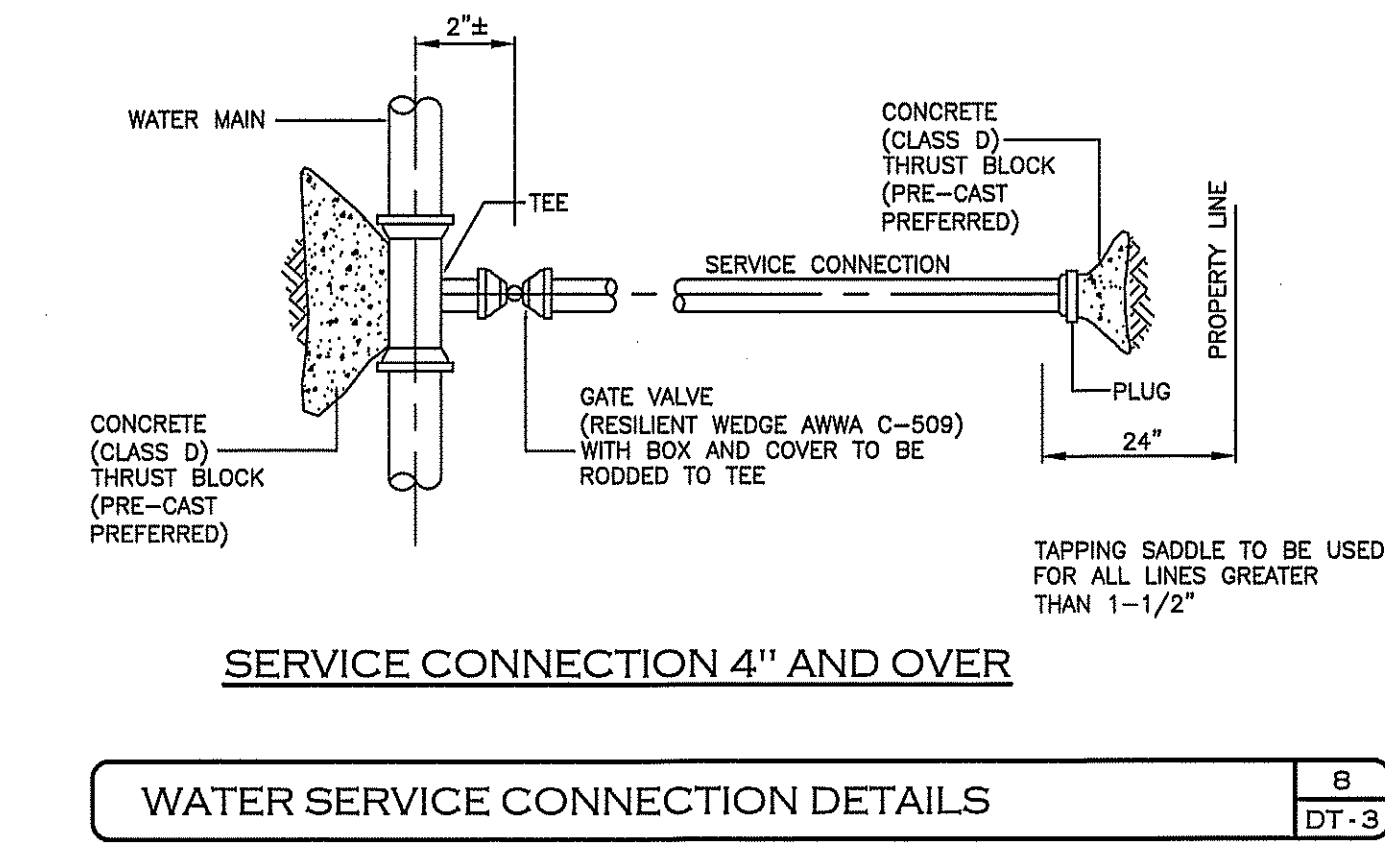 2"±
WATER MAIN
TEE
CONCRETE
(CLASS D)
THRUST BLOCK
(PRE-CAST
PREFERRED)
PROPERTY LINE
SERVICE CONNECTION
PLUG
24"
GATE VALVE
(RESILIENT WEDGE AWWA C-509)
WITH BOX AND COVER TO BE
RODDED TO TEE
CONCRETE
(CLASS D)
THRUST BLOCK
(PRE-CAST
PREFERRED)
TAPPING SADDLE TO BE USED
FOR ALL LINES GREATER
THAN 1-1/2"
SERVICE CONNECTION 4" AND OVER
WATER SERVICE CONNECTION DETAILS
8
DT-3